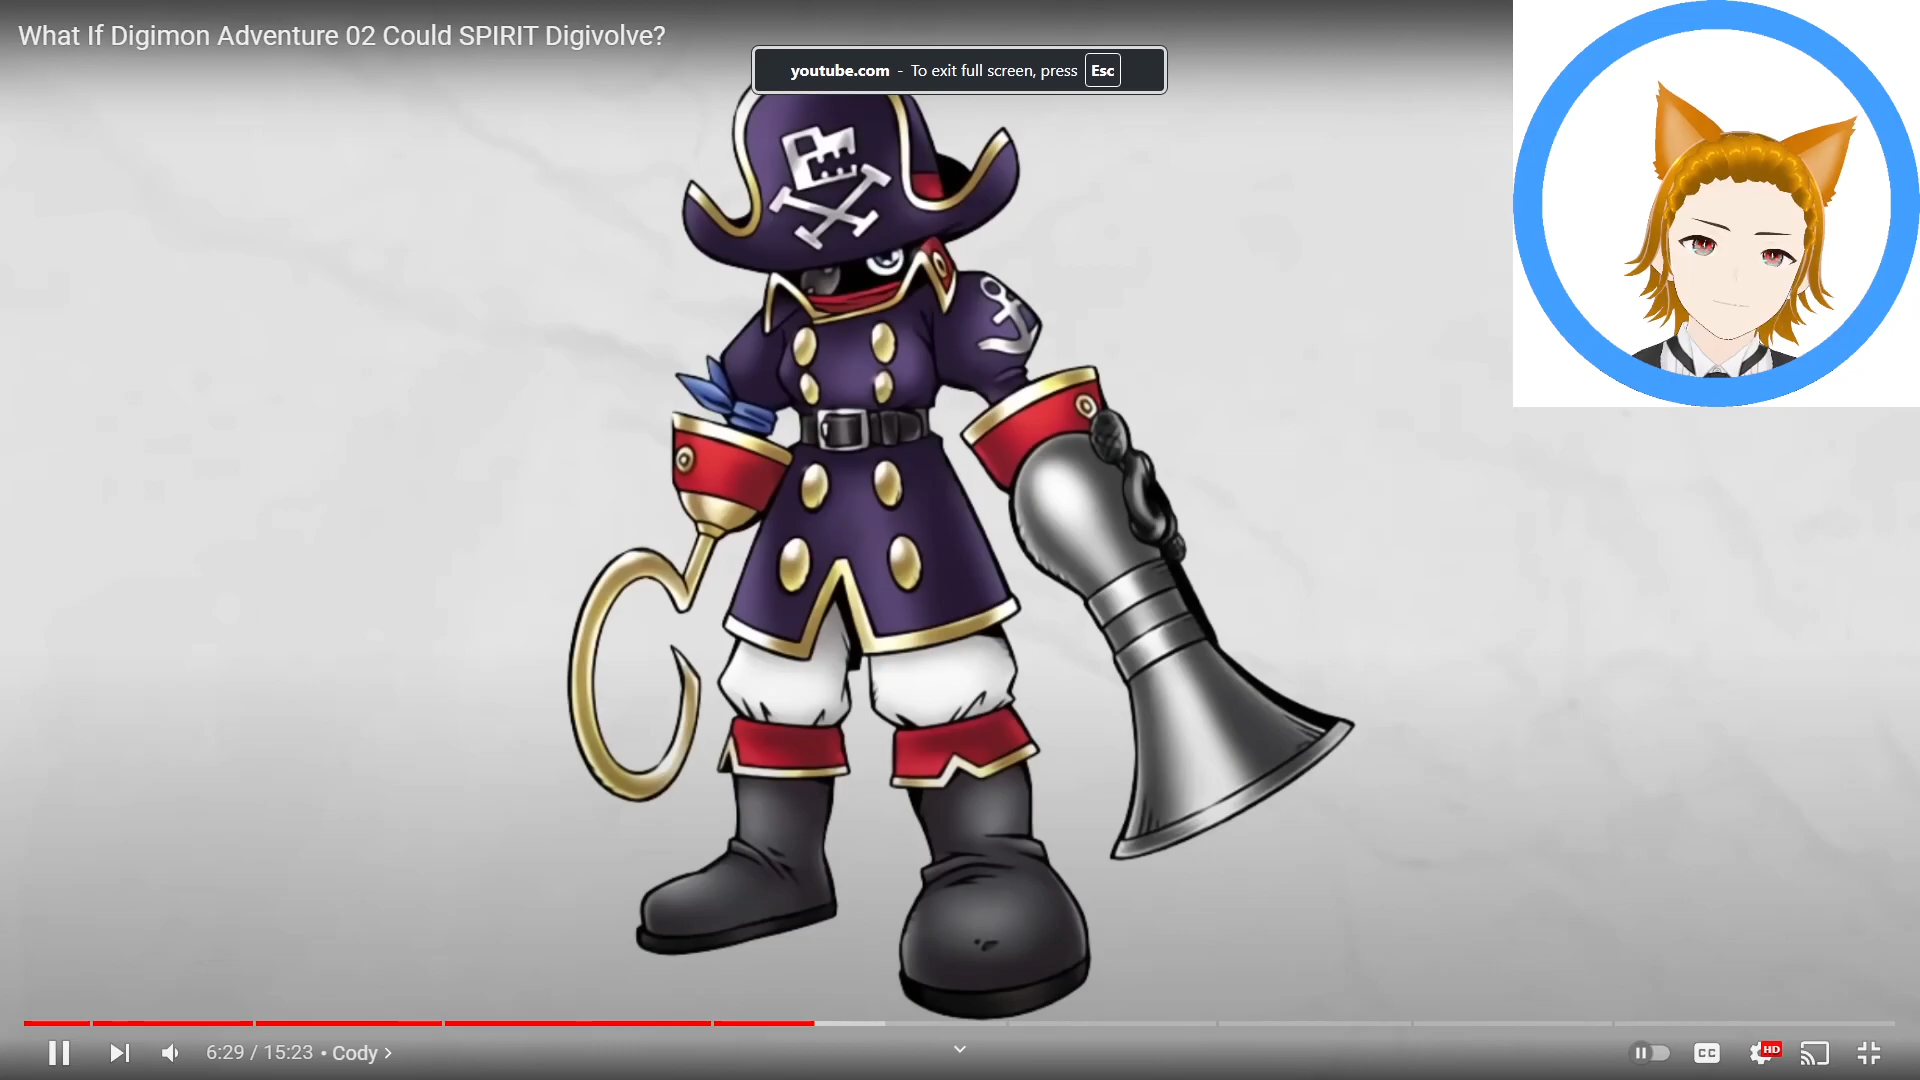 What If Digimon Adventure 02 Could SPIRIT Digivolve?
youtube.com - To exit full screen, press Esc
6:29 / 15:23 • Cody >
CC
HD